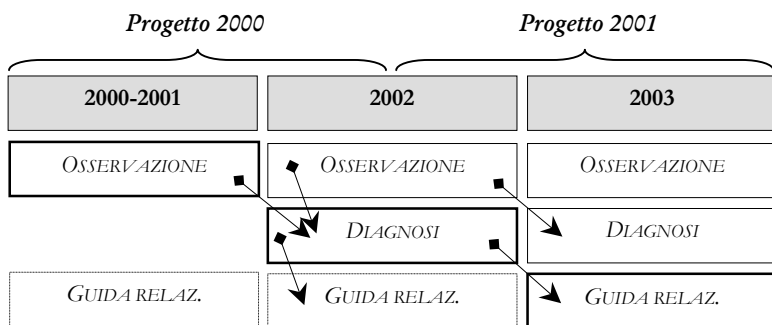 Progetto 2000 Progetto 2001
2000-2001 2002 2003
OSSERVAZIONE OSSERVAZIONE OSSERVAZIONE
DIAGNOSI DIAGNOSI
GUIDA RELAZ. GUIDA RELAZ. GUIDA RELAZ.